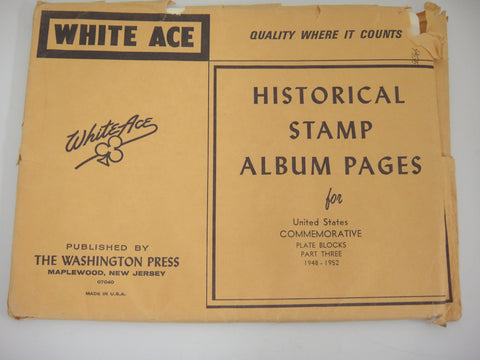 WHITE ACE
QUALITY WHERE IT COUNTS
White Ace
PUBLISHED BY
THE WASHINGTON PRESS
MAPLEWOOD, NEW JERSEY
07040
MADE IN U.S.A.
HISTORICAL
STAMP
ALBUM PAGES
for
United States
COMMEMORATIVE
PLATE BLOCKS
PART THREE
1948-1952